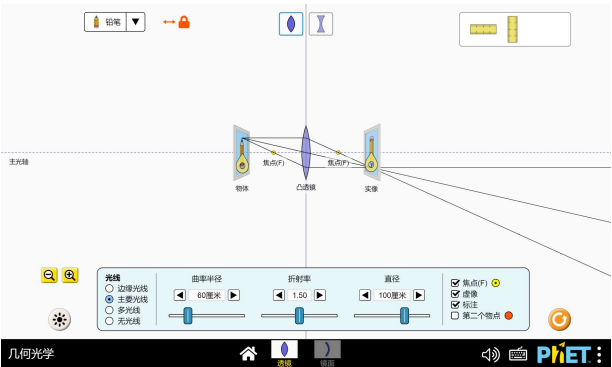 铅笔
主光轴
焦点(F)
焦点(F)
物体
凸透镜
实像
光线
边缘光线
主要光线
多光线
无光线
曲率半径
60厘米
折射率
1.50
直径
100厘米
焦点(F)
虚像
标注
第二个物点
几何光学
透镜
镜面
PhET